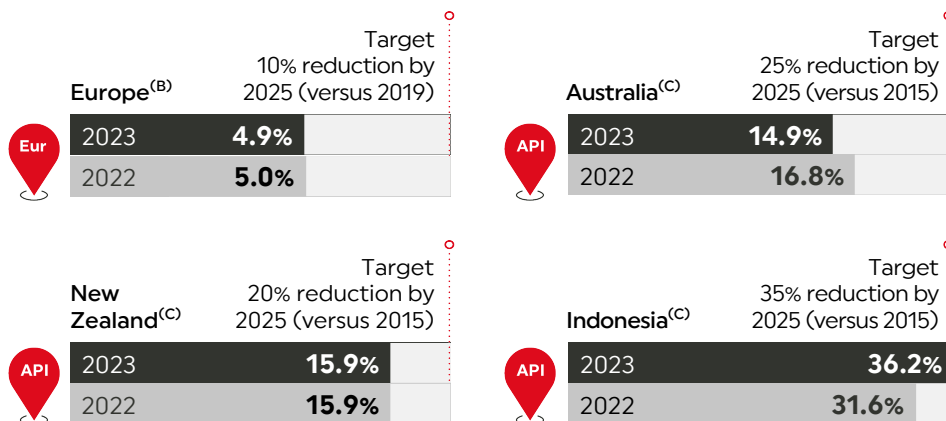 Target
10% reduction by
Europe(B) 2025 (versus 2019)
Eur
2023 4.9%
2022 5.0%
Target
25% reduction by
Australia(C) 2025 (versus 2015)
API
2023 14.9%
2022 16.8%
Target
New 20% reduction by
Zealand(C) 2025 (versus 2015)
API
2023 15.9%
2022 15.9%
Target
35% reduction by
Indonesia(C) 2025 (versus 2015)
API
2023 36.2%
2022 31.6%